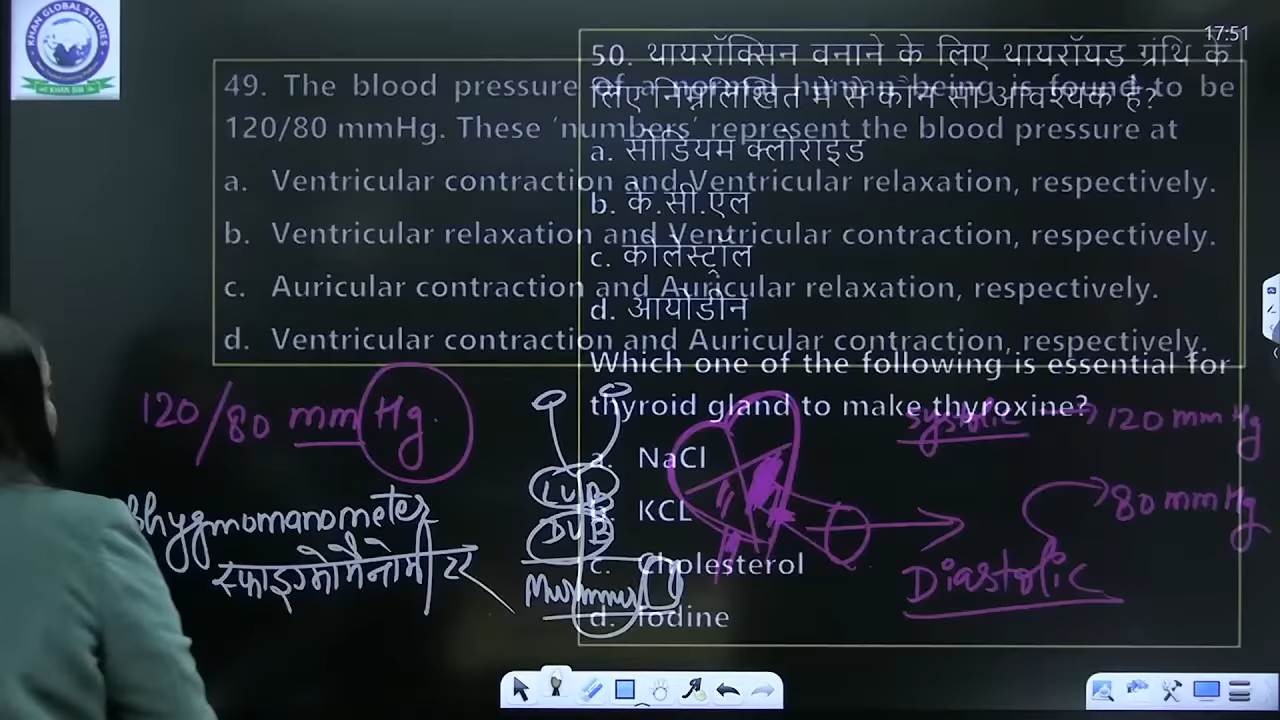 KHAN GLOBAL STUDIES
KHAN SIR
17:51
49. The blood pressure of a normal human being is found to be
120/80 mmHg. These 'numbers' represent the blood pressure at
a. Ventricular contraction and Ventricular relaxation, respectively.
b. Ventricular relaxation and Ventricular contraction, respectively.
c. Auricular contraction and Auricular relaxation, respectively.
d. Ventricular contraction and Auricular contraction, respectively.
50. थायरॉक्सिन बनाने के लिए थायरॉयड ग्रंथि के
लिए निम्नलिखित में से कौन सा आवश्यक है?
a. सोडियम क्लोराइड
b. के.सी.एल
c. कोलेस्ट्रॉल
d. आयोडीन
Which one of the following is essential for
thyroid gland to make thyroxine?
a. NaCl
b. KCL
c. Cholesterol
d. Iodine
120/80 mm Hg.
LUB
DUB
systolic → 120 mm Hg
80 mm Hg
Diastolic